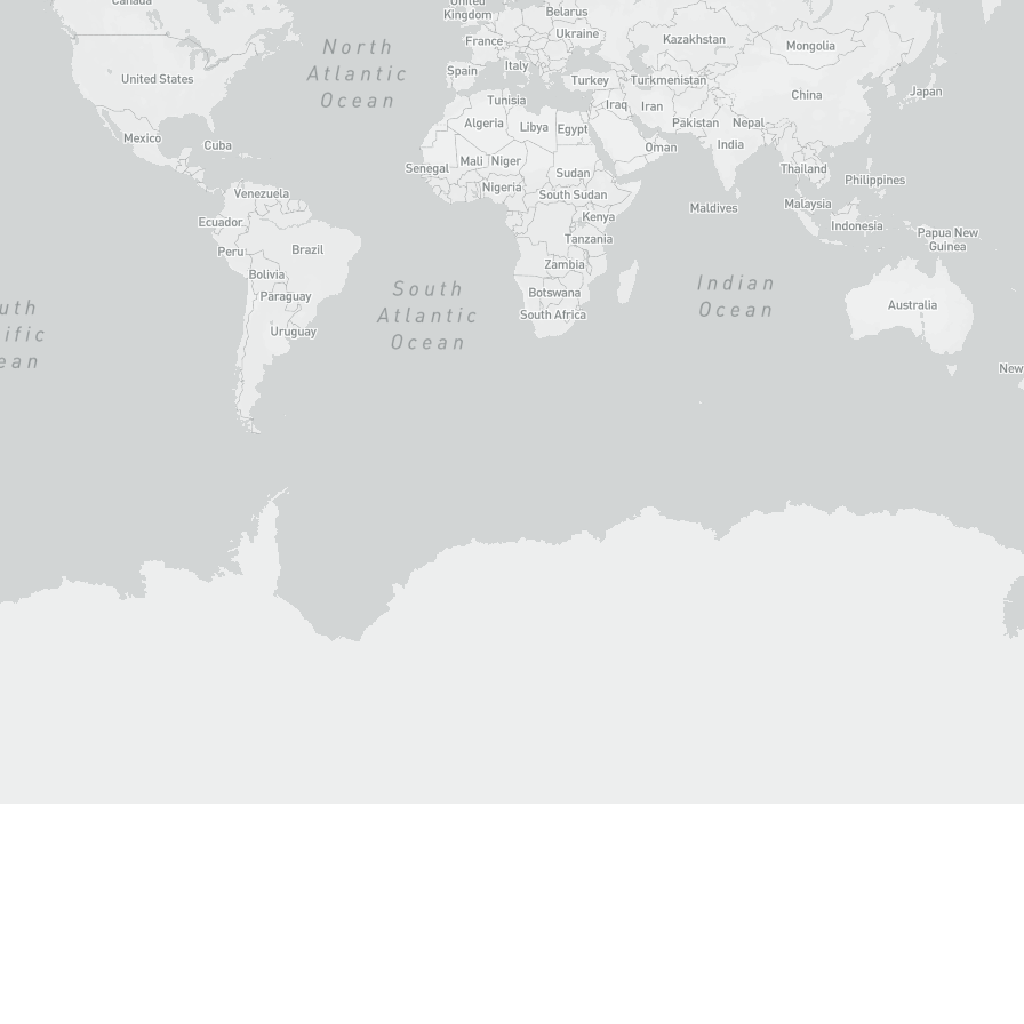 Canada
United
Kingdom
Belarus
Ukraine
France
Kazakhstan
Mongolia
North
Atlantic
Ocean
Spain
Italy
United States
Turkey
Turkmenistan
China
Japan
Tunisia
Iraq
Iran
Algeria
Libya
Egypt
Pakistan
Nepal
Mexico
Cuba
India
Oman
Senegal
Mali
Niger
Sudan
Thailand
Philippines
Venezuela
Nigeria
South Sudan
Maldives
Malaysia
Ecuador
Kenya
Indonesia
Papua New
Guinea
Peru
Brazil
Tanzania
Bolivia
Zambia
Paraguay
South
Atlantic
Ocean
Botswana
Indian
Ocean
Australia
South Africa
Uruguay
uth
ific
ean
New